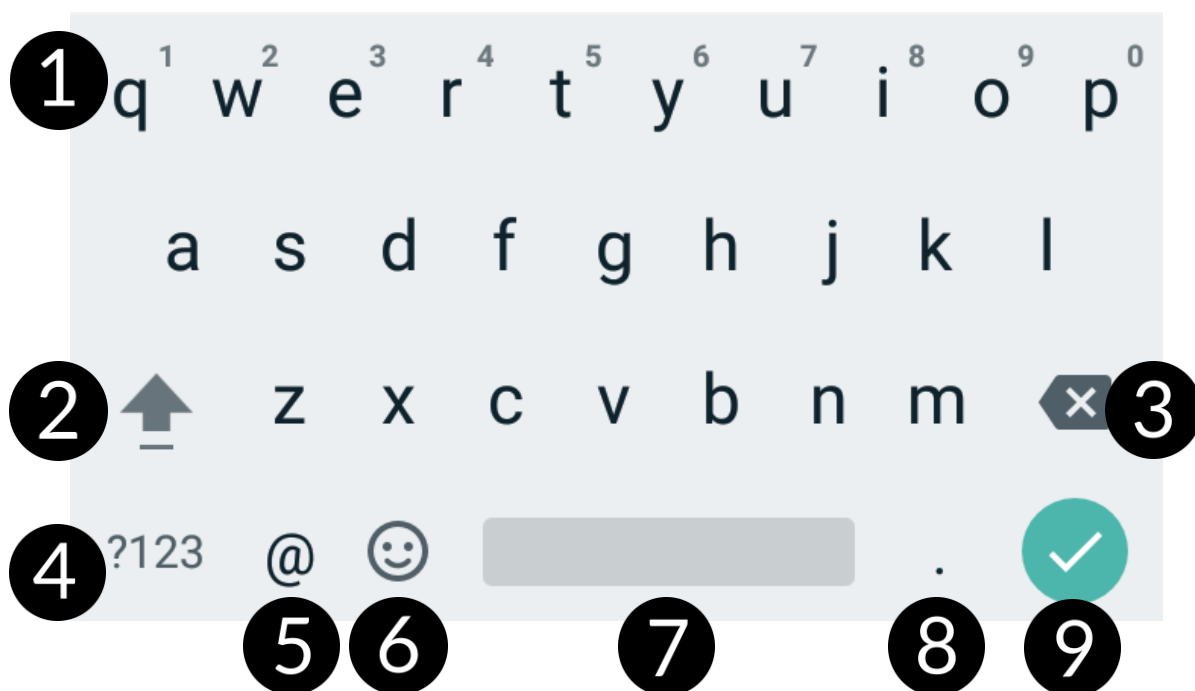 1 2 3 4 5 6 7 8 9 0
1 q w e r t y u i o p
a s d f g h j k l
2 z x c v b n m 3
4 ?123 @ .
5 6 7 8 9